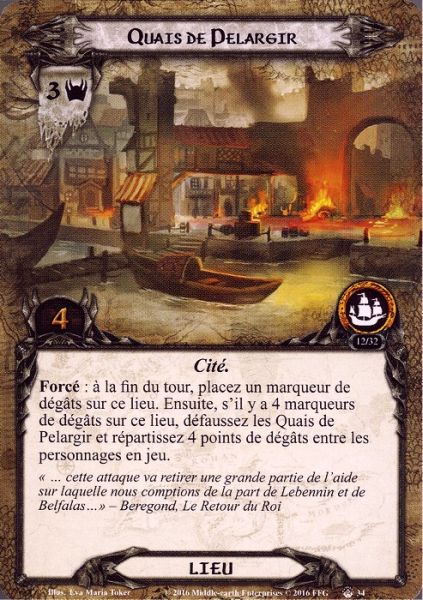 Quais de Pelargir
3
4
12/32
Cité.
Forcé : à la fin du tour, placez un marqueur de
dégâts sur ce lieu. Ensuite, s'il y a 4 marqueurs
de dégâts sur ce lieu, défaussez les Quais de
Pelargir et répartissez 4 points de dégâts entre les
personnages en jeu.
« … cette attaque va retirer une grande partie de l'aide
sur laquelle nous comptions de la part de Lebennin et de
Belfalas…» – Beregond, Le Retour du Roi
LIEU
Illus. Eva Maria Toker © 2016 Middle-earth Enterprises © 2016 FFG 34